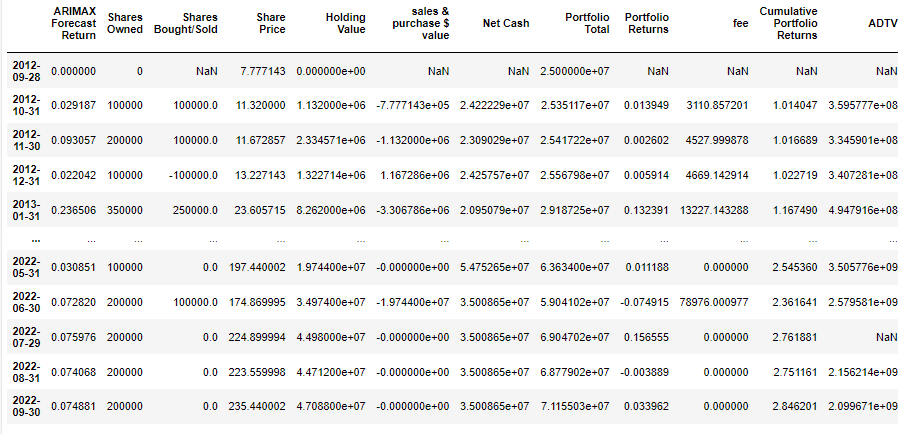 ARIMAX Forecast Return Shares Owned Shares Bought/Sold Share Price Holding Value sales & purchase $ value Net Cash Portfolio Total Portfolio Returns fee Cumulative Portfolio Returns ADTV
2012-09-28 0.000000 0 NaN 7.777143 0.000000e+00 NaN NaN 2.500000e+07 NaN NaN NaN NaN
2012-10-31 0.029187 100000 100000.0 11.320000 1.132000e+06 -7.777143e+05 2.422229e+07 2.535117e+07 0.013949 3110.857201 1.014047 3.595777e+08
2012-11-30 0.093057 200000 100000.0 11.672857 2.334571e+06 -1.132000e+06 2.309029e+07 2.541722e+07 0.002602 4527.999878 1.016689 3.345901e+08
2012-12-31 0.022042 100000 -100000.0 13.227143 1.322714e+06 1.167286e+06 2.425757e+07 2.556798e+07 0.005914 4669.142914 1.022719 3.407281e+08
2013-01-31 0.236506 350000 250000.0 23.605715 8.262000e+06 -3.306786e+06 2.095079e+07 2.918725e+07 0.132391 13227.143288 1.167490 4.947916e+08
... ... ... ... ... ... ... ... ... ... ... ... ...
2022-05-31 0.030851 100000 0.0 197.440002 1.974400e+07 -0.000000e+00 5.475265e+07 6.363400e+07 0.011188 0.000000 2.545360 3.505776e+09
2022-06-30 0.072820 200000 100000.0 174.869995 3.497400e+07 -1.974400e+07 3.500865e+07 5.904102e+07 -0.074915 78976.000977 2.361641 2.579581e+09
2022-07-29 0.075976 200000 0.0 224.899994 4.498000e+07 -0.000000e+00 3.500865e+07 6.904702e+07 0.156555 0.000000 2.761881 NaN
2022-08-31 0.074068 200000 0.0 223.559998 4.471200e+07 -0.000000e+00 3.500865e+07 6.877902e+07 -0.003889 0.000000 2.751161 2.156214e+09
2022-09-30 0.074881 200000 0.0 235.440002 4.708800e+07 -0.000000e+00 3.500865e+07 7.115503e+07 0.033962 0.000000 2.846201 2.099671e+09